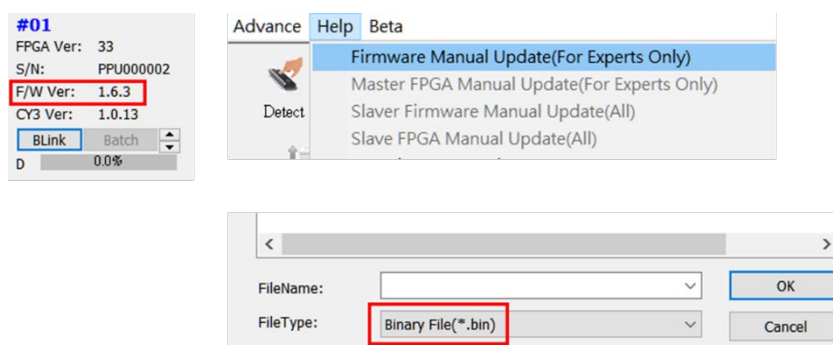 #01
FPGA Ver: 33
S/N: PPU000002
F/W Ver: 1.6.3
CY3 Ver: 1.0.13
BLink Batch
D 0.0%
Advance Help Beta
Firmware Manual Update(For Experts Only)
Master FPGA Manual Update(For Experts Only)
Detect
Slaver Firmware Manual Update(All)
Slave FPGA Manual Update(All)
FileName:
OK
FileType:
Binary File(*.bin)
Cancel